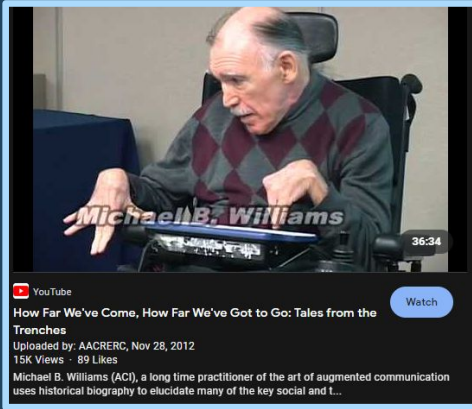 Michael B. Williams
36:34
YouTube
Watch
How Far We've Come, How Far We've Got to Go: Tales from the
Trenches
Uploaded by: AACRERC, Nov 28, 2012
15K Views · 89 Likes
Michael B. Williams (ACI), a long time practitioner of the art of augmented communication
uses historical biography to elucidate many of the key social and t...